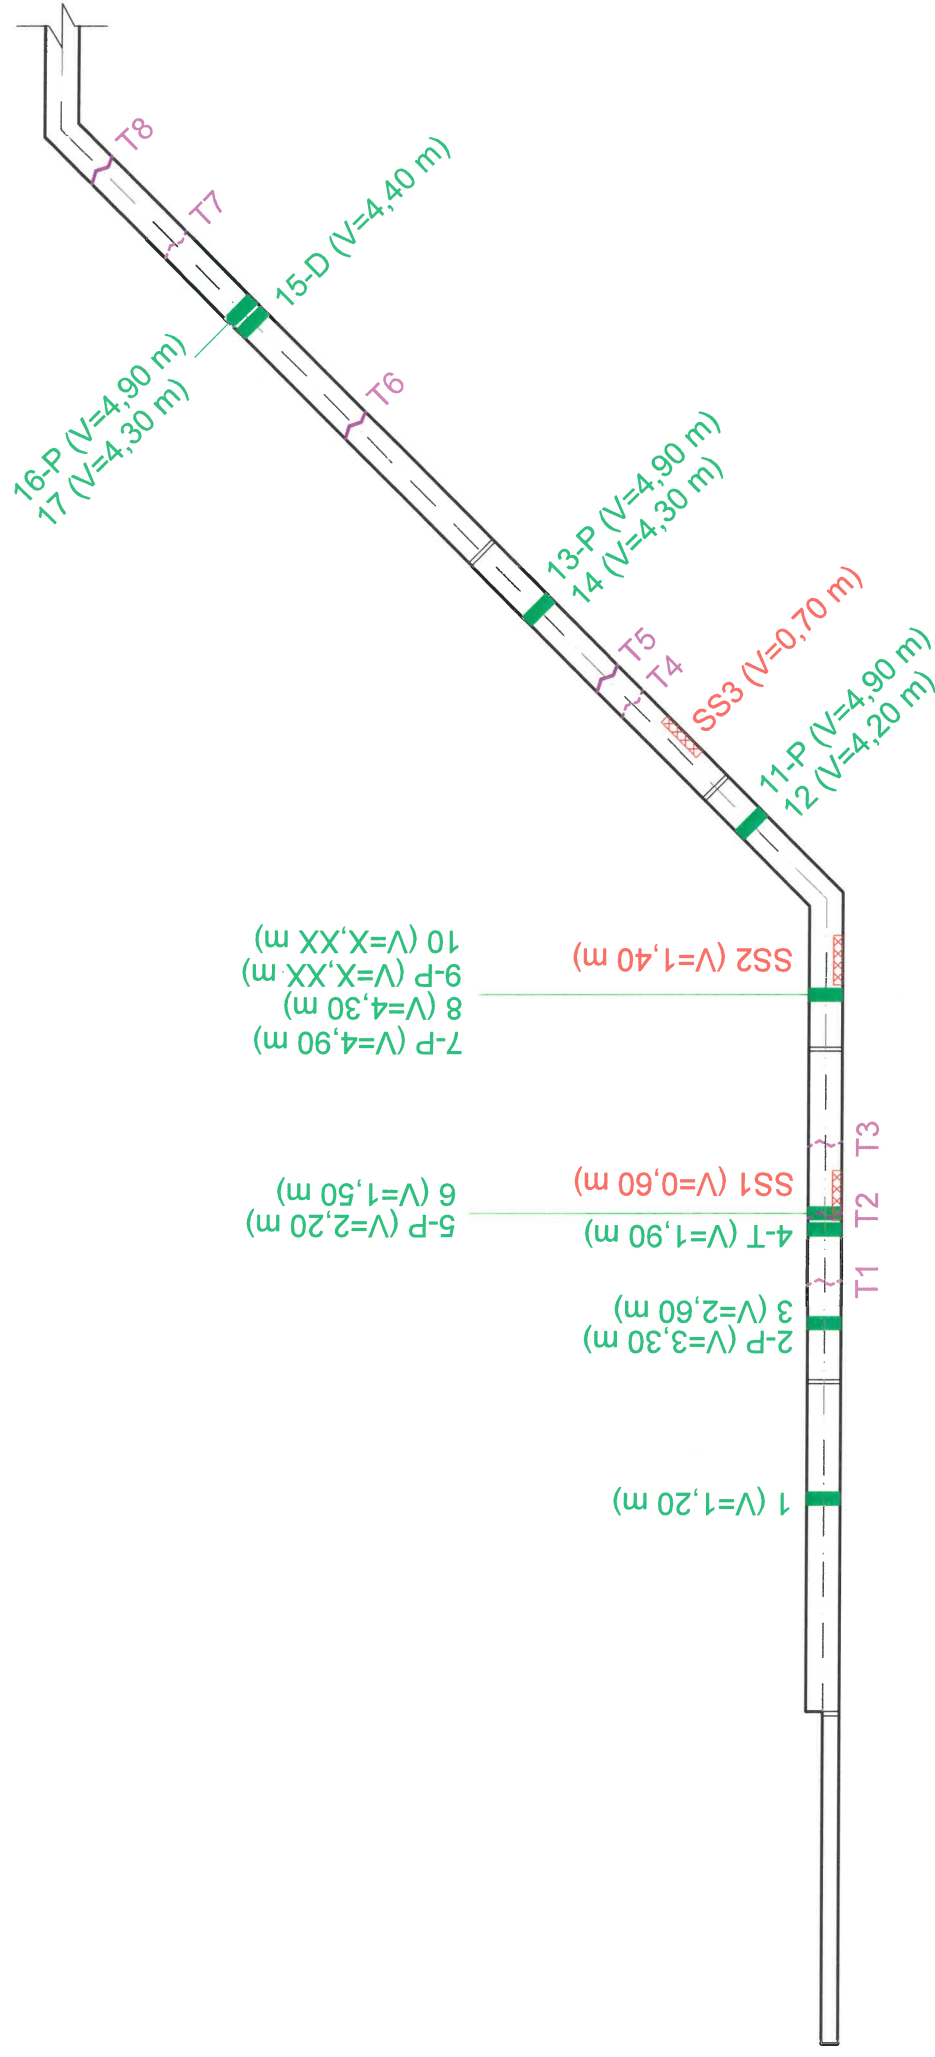 T8
T7
15-D (V=4,40 m)
16-P (V=4,90 m)
17 (V=4,30 m)
T6
13-P (V=4,90 m)
14 (V=4,30 m)
T5
T4
SS3 (V=0,70 m)
11-P (V=4,90 m)
12 (V=4,20 m)
10 (V=X,XX m)
9-P (V=X,XX m)
8 (V=4,30 m)
7-P (V=4,90 m)
SS2 (V=1,40 m)
T3
SS1 (V=0,60 m)
6 (V=1,50 m)
5-P (V=2,20 m)
T2
4-T (V=1,90 m)
T1
3 (V=2,60 m)
2-P (V=3,30 m)
1 (V=1,20 m)